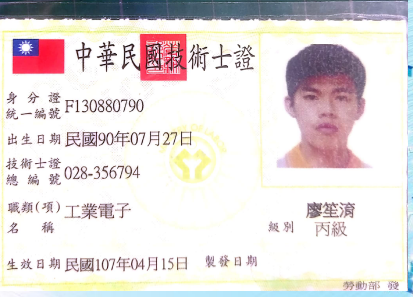 中華民國技術士證
身分證
統一編號 F130880790
出生日期 民國90年07月27日
技術士證
總編號 028-356794
職類(項)
名稱 工業電子
廖笙淯
級別 丙級
生效日期 民國107年04月15日 製發日期
勞動部 發